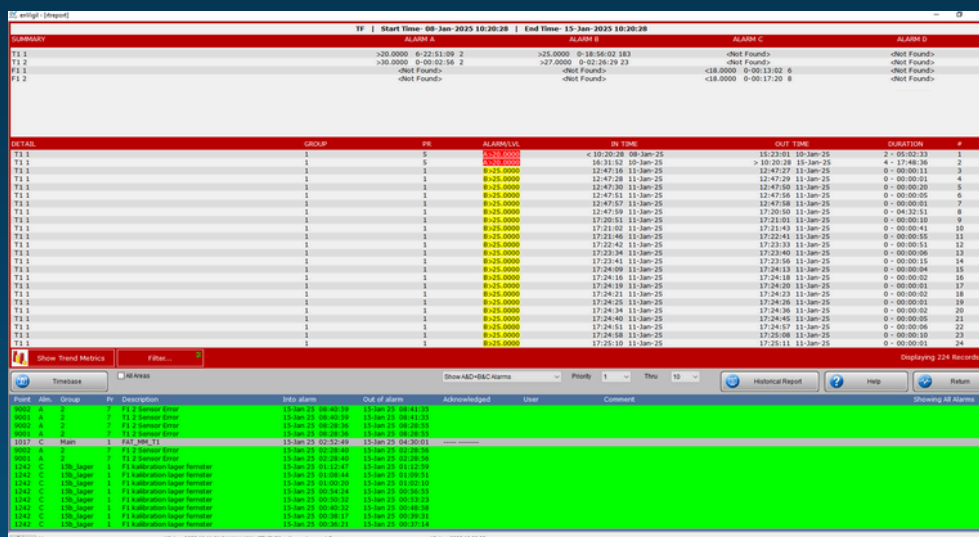 enVigil - [rtreport]
TF | Start Time- 08-Jan-2025 10:20:28 | End Time- 15-Jan-2025 10:20:28
SUMMARY ALARM A ALARM B ALARM C ALARM D
T1 1 >20.0000 6-22:51:09 2 >25.0000 0-18:56:02 183 <Not Found> <Not Found>
T1 2 >30.0000 0-00:02:56 2 >27.0000 0-02:26:29 23 <Not Found> <Not Found>
F1 1 <Not Found> <Not Found> <18.0000 0-00:13:02 6 <Not Found>
F1 2 <Not Found> <Not Found> <18.0000 0-00:17:20 8 <Not Found>
DETAIL GROUP PR ALARM/LVL IN TIME OUT TIME DURATION #
T1 1 1 5 A>20.0000 < 10:20:28 08-Jan-25 15:23:01 10-Jan-25 2 - 05:02:33 1
T1 1 1 5 A>20.0000 16:31:52 10-Jan-25 > 10:20:28 15-Jan-25 4 - 17:48:36 2
T1 1 1 1 B>25.0000 12:47:16 11-Jan-25 12:47:27 11-Jan-25 0 - 00:00:11 3
T1 1 1 1 B>25.0000 12:47:28 11-Jan-25 12:47:29 11-Jan-25 0 - 00:00:01 4
T1 1 1 1 B>25.0000 12:47:30 11-Jan-25 12:47:50 11-Jan-25 0 - 00:00:20 5
T1 1 1 1 B>25.0000 12:47:51 11-Jan-25 12:47:56 11-Jan-25 0 - 00:00:05 6
T1 1 1 1 B>25.0000 12:47:57 11-Jan-25 12:47:58 11-Jan-25 0 - 00:00:01 7
T1 1 1 1 B>25.0000 12:47:59 11-Jan-25 17:20:50 11-Jan-25 0 - 04:32:51 8
T1 1 1 1 B>25.0000 17:20:51 11-Jan-25 17:21:01 11-Jan-25 0 - 00:00:10 9
T1 1 1 1 B>25.0000 17:21:02 11-Jan-25 17:21:43 11-Jan-25 0 - 00:00:41 10
T1 1 1 1 B>25.0000 17:21:46 11-Jan-25 17:22:41 11-Jan-25 0 - 00:00:55 11
T1 1 1 1 B>25.0000 17:22:42 11-Jan-25 17:23:33 11-Jan-25 0 - 00:00:51 12
T1 1 1 1 B>25.0000 17:23:34 11-Jan-25 17:23:40 11-Jan-25 0 - 00:00:06 13
T1 1 1 1 B>25.0000 17:23:41 11-Jan-25 17:23:56 11-Jan-25 0 - 00:00:15 14
T1 1 1 1 B>25.0000 17:24:09 11-Jan-25 17:24:13 11-Jan-25 0 - 00:00:04 15
T1 1 1 1 B>25.0000 17:24:16 11-Jan-25 17:24:18 11-Jan-25 0 - 00:00:02 16
T1 1 1 1 B>25.0000 17:24:19 11-Jan-25 17:24:20 11-Jan-25 0 - 00:00:01 17
T1 1 1 1 B>25.0000 17:24:21 11-Jan-25 17:24:23 11-Jan-25 0 - 00:00:02 18
T1 1 1 1 B>25.0000 17:24:25 11-Jan-25 17:24:26 11-Jan-25 0 - 00:00:01 19
T1 1 1 1 B>25.0000 17:24:34 11-Jan-25 17:24:36 11-Jan-25 0 - 00:00:02 20
T1 1 1 1 B>25.0000 17:24:40 11-Jan-25 17:24:45 11-Jan-25 0 - 00:00:05 21
T1 1 1 1 B>25.0000 17:24:51 11-Jan-25 17:24:57 11-Jan-25 0 - 00:00:06 22
T1 1 1 1 B>25.0000 17:24:58 11-Jan-25 17:25:08 11-Jan-25 0 - 00:00:10 23
T1 1 1 1 B>25.0000 17:25:10 11-Jan-25 17:25:11 11-Jan-25 0 - 00:00:01 24
Show Trend Metrics Filter... Displaying 224 Records
Timebase All Areas Show A&D+B&C Alarms Priority 1 Thru 10 Historical Report Help Return
Point Alm. Group Pr Description Into alarm Out of alarm Acknowledged User Comment Showing All Alarms
9002 A 2 7 F1 2 Sensor Error 15-Jan 25 08:40:59 15-Jan 25 08:41:35
9001 A 2 7 T1 2 Sensor Error 15-Jan 25 08:40:59 15-Jan 25 08:41:35
9002 A 2 7 F1 2 Sensor Error 15-Jan 25 08:28:36 15-Jan 25 08:28:55
9001 A 2 7 T1 2 Sensor Error 15-Jan 25 08:28:36 15-Jan 25 08:28:55
1017 C Main 1 FAT_MM_T1 15-Jan 25 02:52:49 15-Jan 25 04:30:01 ----- -------
9002 A 2 7 F1 2 Sensor Error 15-Jan 25 02:28:40 15-Jan 25 02:28:56
9001 A 2 7 T1 2 Sensor Error 15-Jan 25 02:28:40 15-Jan 25 02:28:56
1242 C 15b_lager 1 F1 kalibration lager fernster 15-Jan 25 01:12:47 15-Jan 25 01:12:59
1242 C 15b_lager 1 F1 kalibration lager fernster 15-Jan 25 01:08:44 15-Jan 25 01:09:51
1242 C 15b_lager 1 F1 kalibration lager fernster 15-Jan 25 01:00:30 15-Jan 25 01:02:10
1242 C 15b_lager 1 F1 kalibration lager fernster 15-Jan 25 00:54:24 15-Jan 25 00:56:55
1242 C 15b_lager 1 F1 kalibration lager fernster 15-Jan 25 00:50:32 15-Jan 25 00:53:23
1242 C 15b_lager 1 F1 kalibration lager fernster 15-Jan 25 00:40:32 15-Jan 25 00:48:58
1242 C 15b_lager 1 F1 kalibration lager fernster 15-Jan 25 00:38:17 15-Jan 25 00:39:31
1242 C 15b_lager 1 F1 kalibration lager fernster 15-Jan 25 00:36:21 15-Jan 25 00:37:14